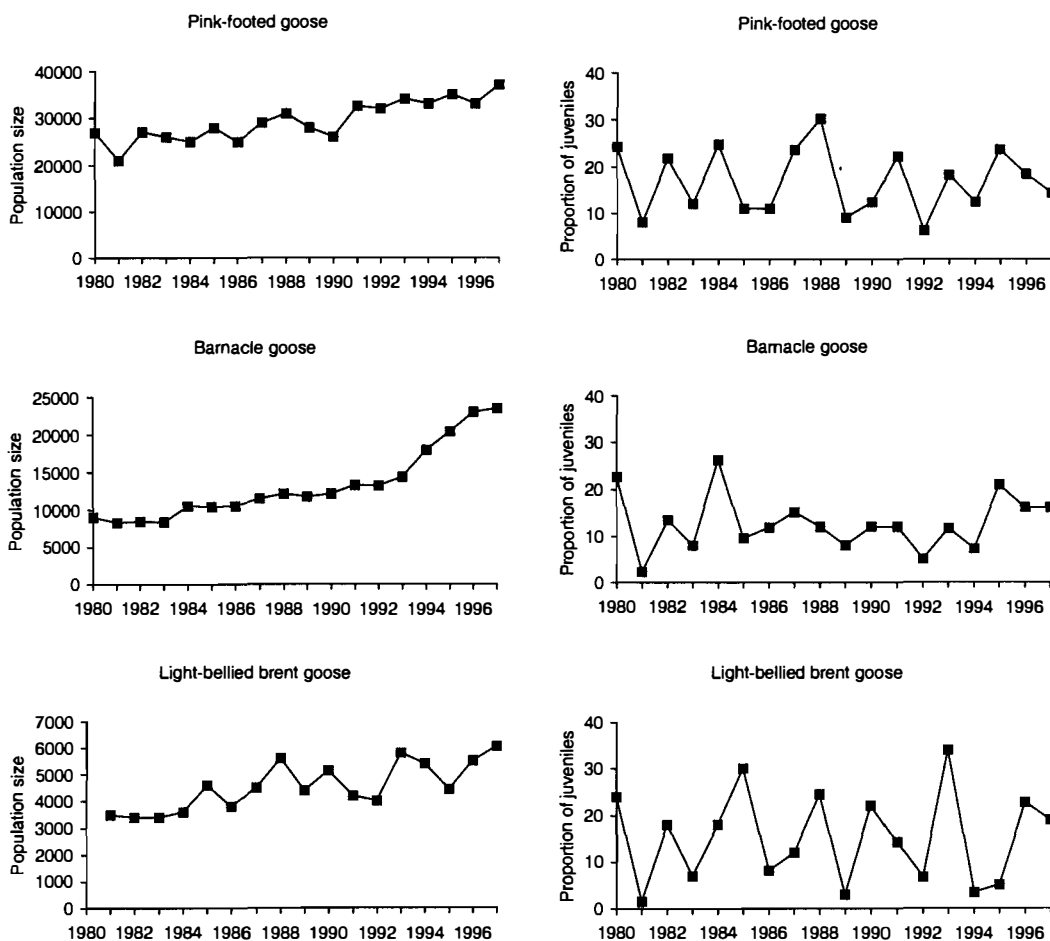 Pink-footed goose
Population size
40000
30000
20000
10000
0
1980 1982 1984 1986 1988 1990 1992 1994 1996
Pink-footed goose
Proportion of juveniles
40
30
20
10
0
1980 1982 1984 1986 1988 1990 1992 1994 1996
Barnacle goose
Population size
25000
20000
15000
10000
5000
0
1980 1982 1984 1986 1988 1990 1992 1994 1996
Barnacle goose
Proportion of juveniles
40
30
20
10
0
1980 1982 1984 1986 1988 1990 1992 1994 1996
Light-bellied brent goose
Population size
7000
6000
5000
4000
3000
2000
1000
0
1980 1982 1984 1986 1988 1990 1992 1994 1996
Light-bellied brent goose
Proportion of juveniles
40
30
20
10
0
1980 1982 1984 1986 1988 1990 1992 1994 1996